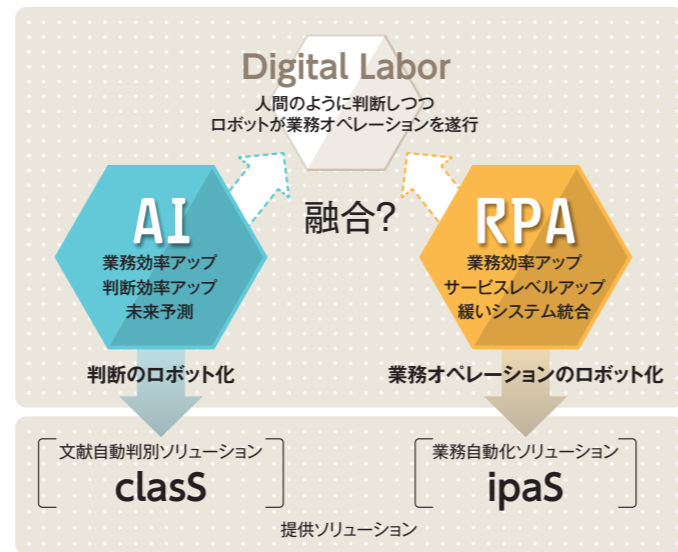 Digital Labor
人間のように判断しつつ
ロボットが業務オペレーションを遂行
融合?
AI
業務効率アップ
判断効率アップ
未来予測
RPA
業務効率アップ
サービスレベルアップ
緩いシステム統合
判断のロボット化
業務オペレーションのロボット化
文献自動判別ソリューション
clasS
業務自動化ソリューション
ipaS
提供ソリューション